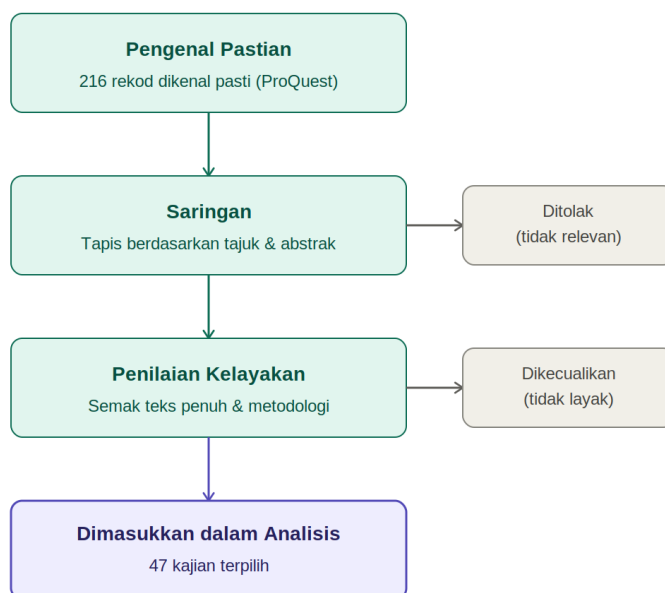 Pengenal Pastian
216 rekod dikenal pasti (ProQuest)
Saringan
Tapis berdasarkan tajuk & abstrak
Ditolak
(tidak relevan)
Penilaian Kelayakan
Semak teks penuh & metodologi
Dikecualikan
(tidak layak)
Dimasukkan dalam Analisis
47 kajian terpilih